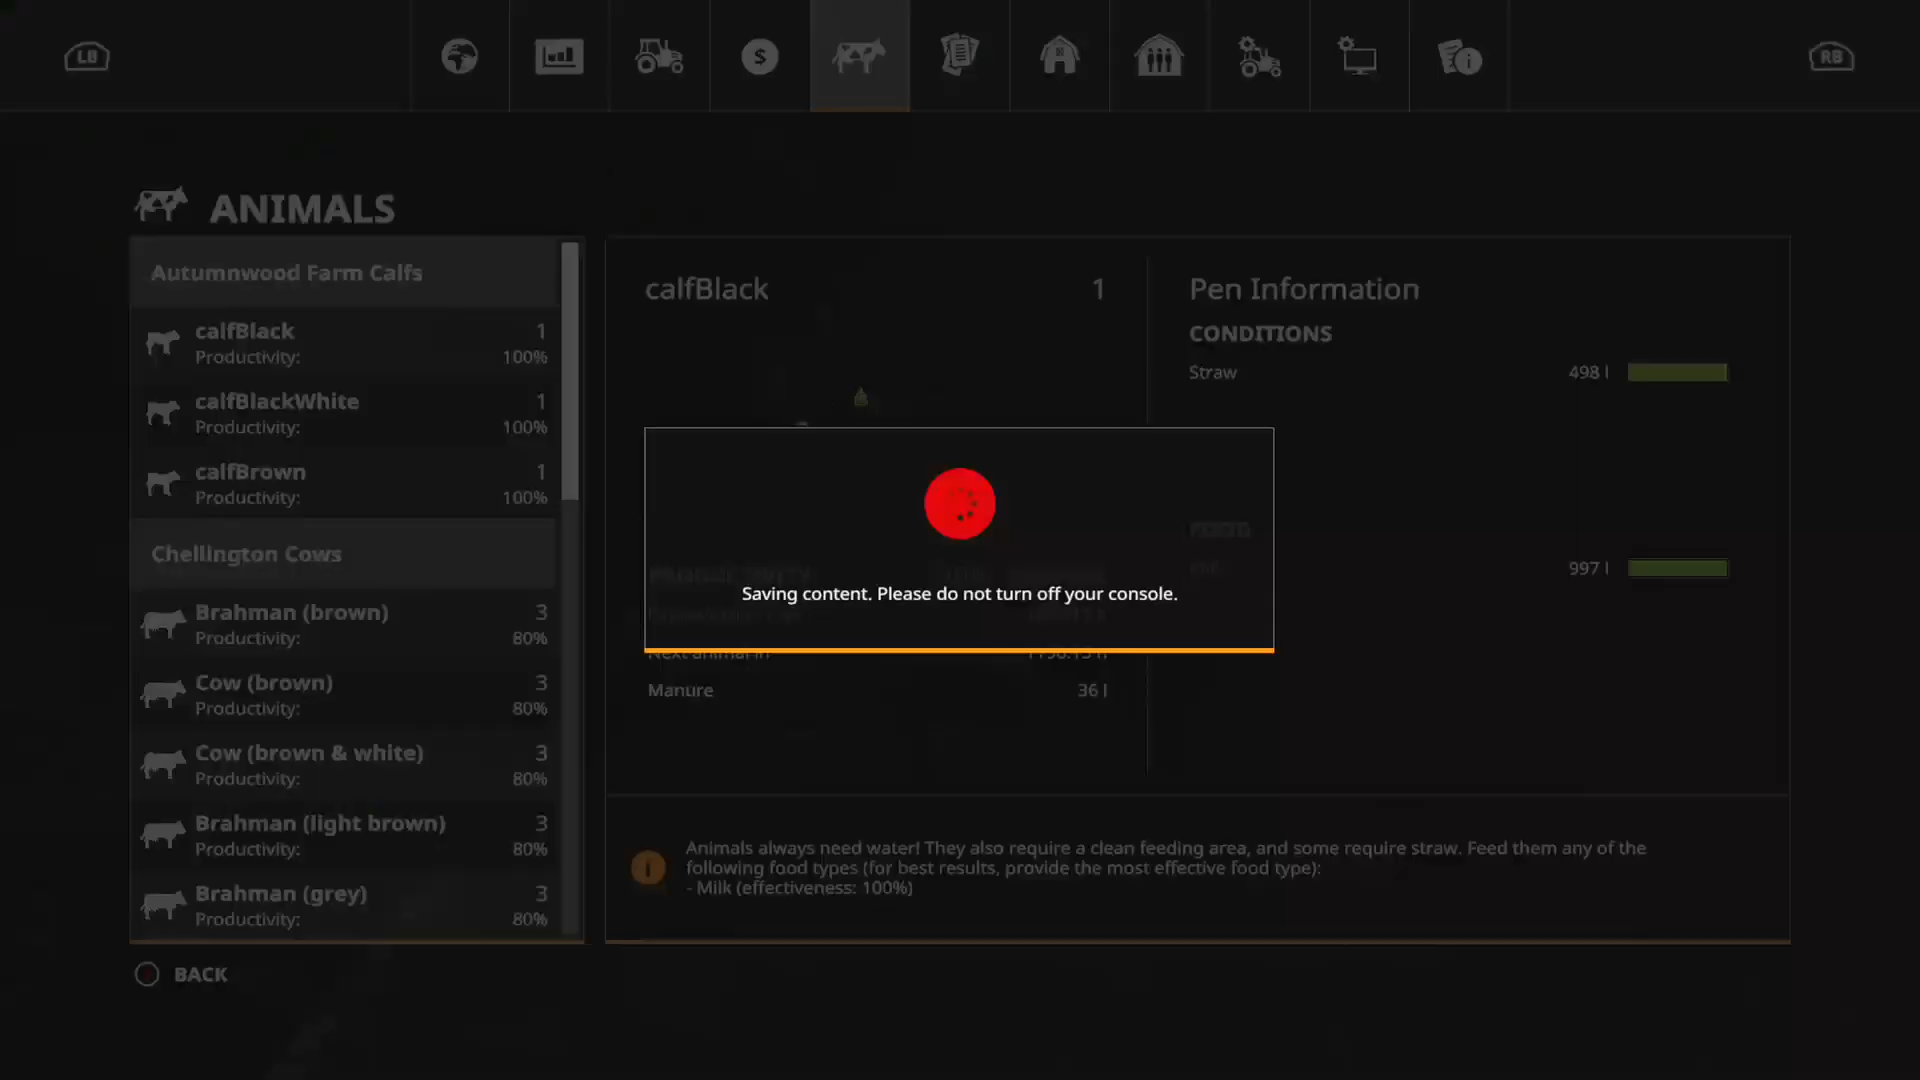 LB
RB
ANIMALS
Autumnwood Farm Calfs
calfBlack 1
Productivity: 100%
calfBlackWhite 1
Productivity: 100%
calfBrown 1
Productivity: 100%
Chellington Cows
Brahman (brown) 3
Productivity: 80%
Cow (brown) 3
Productivity: 80%
Cow (brown & white) 3
Productivity: 80%
Brahman (light brown) 3
Productivity: 80%
Brahman (grey) 3
Productivity: 80%
calfBlack 1
Pen Information
CONDITIONS
Straw 498 l
997 l
Saving content. Please do not turn off your console.
Next animal in
Manure 36 l
Animals always need water! They also require a clean feeding area, and some require straw. Feed them any of the
following food types (for best results, provide the most effective food type):
- Milk (effectiveness: 100%)
BACK